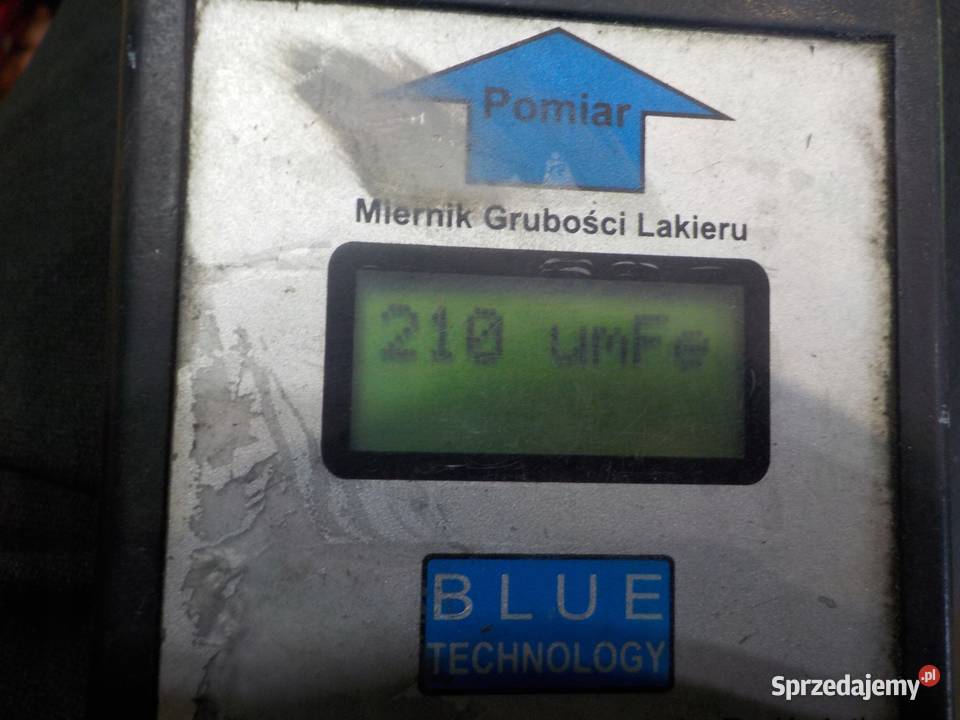 Pomiar
Miernik Grubości Lakieru
210 umFe
BLUE
TECHNOLOGY
Sprzedajemy.pl